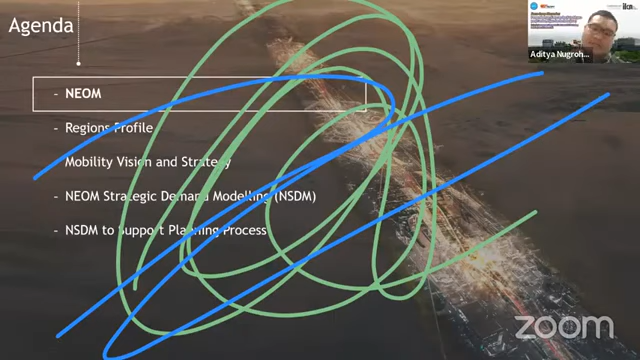 Agenda
- NEOM
- Regions Profile
Mobility Vision and Strategy
- NEOM Strategic Demand Modelling (NSDM)
- NSDM to Support Planning Process
Aditya Nugroh...
zoom